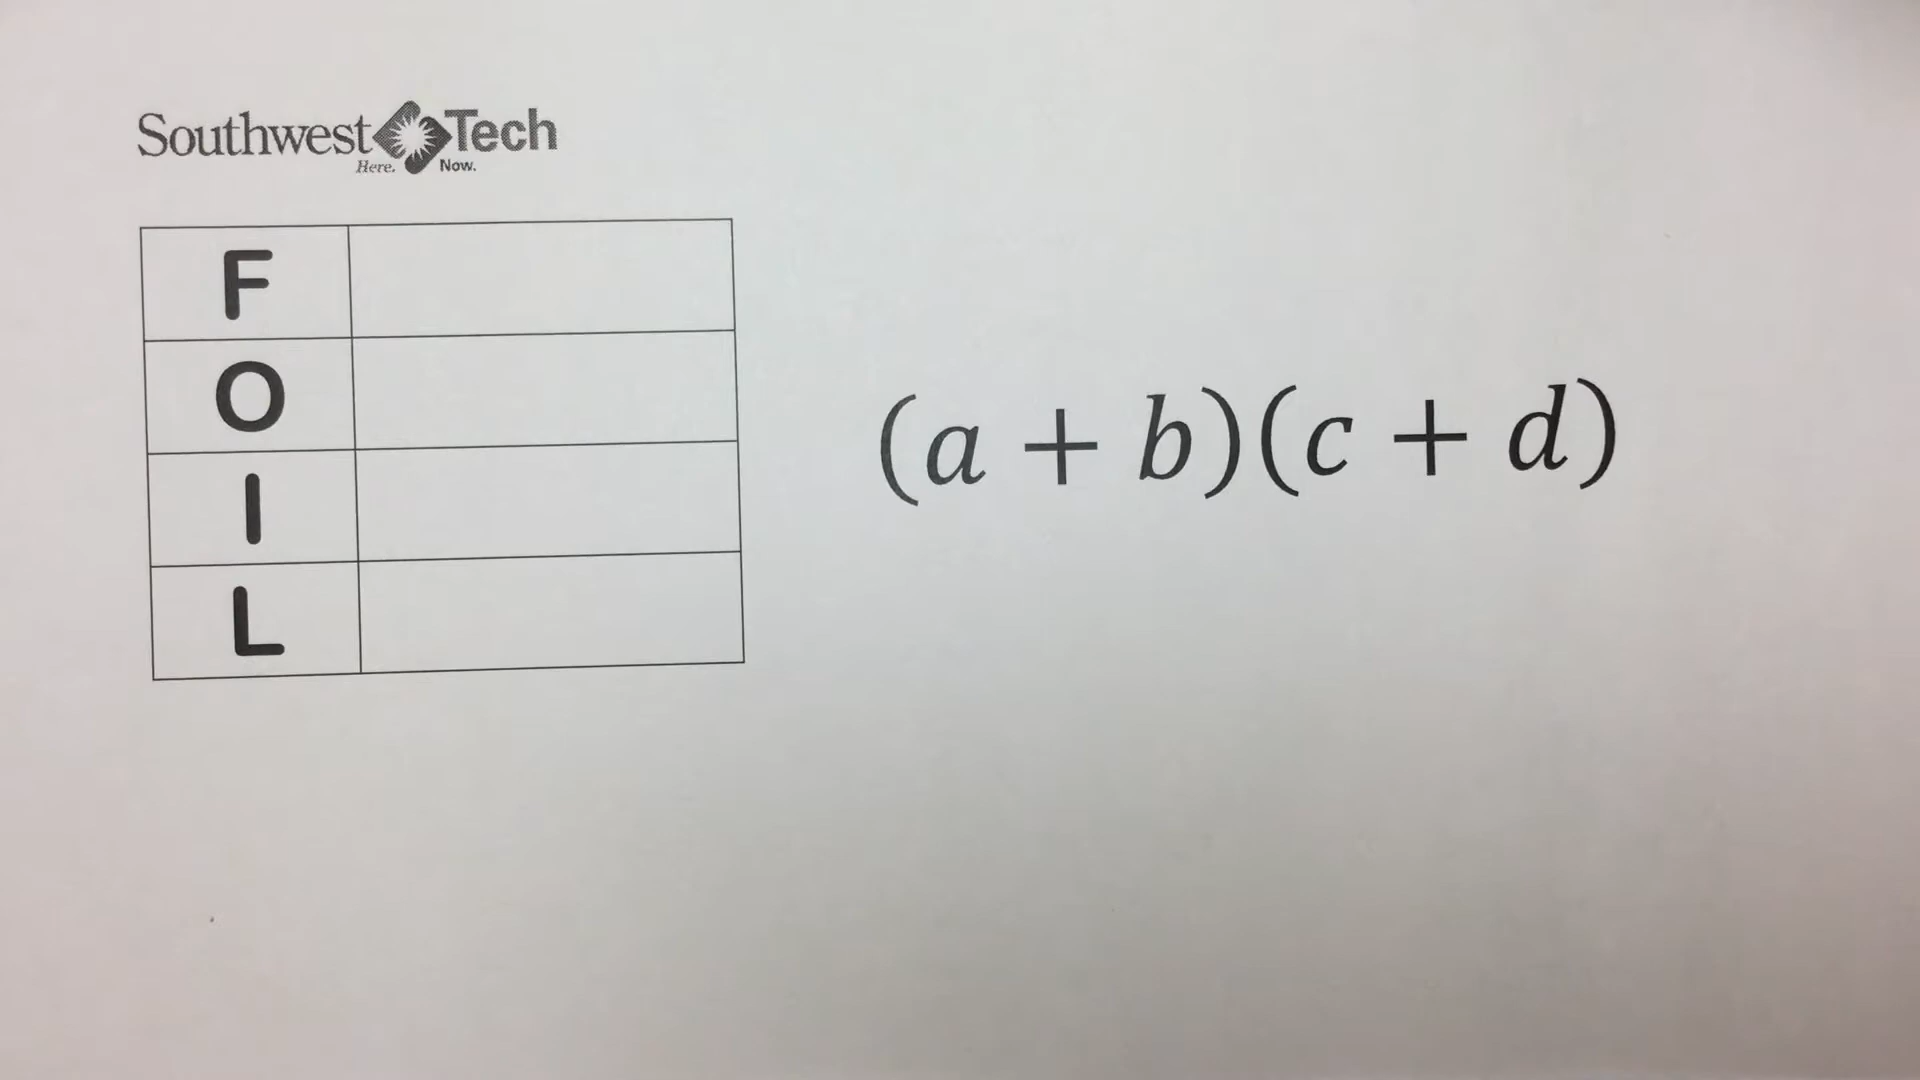 Southwest Tech
Here. Now.
F
O
I
L
(a + b)(c + d)